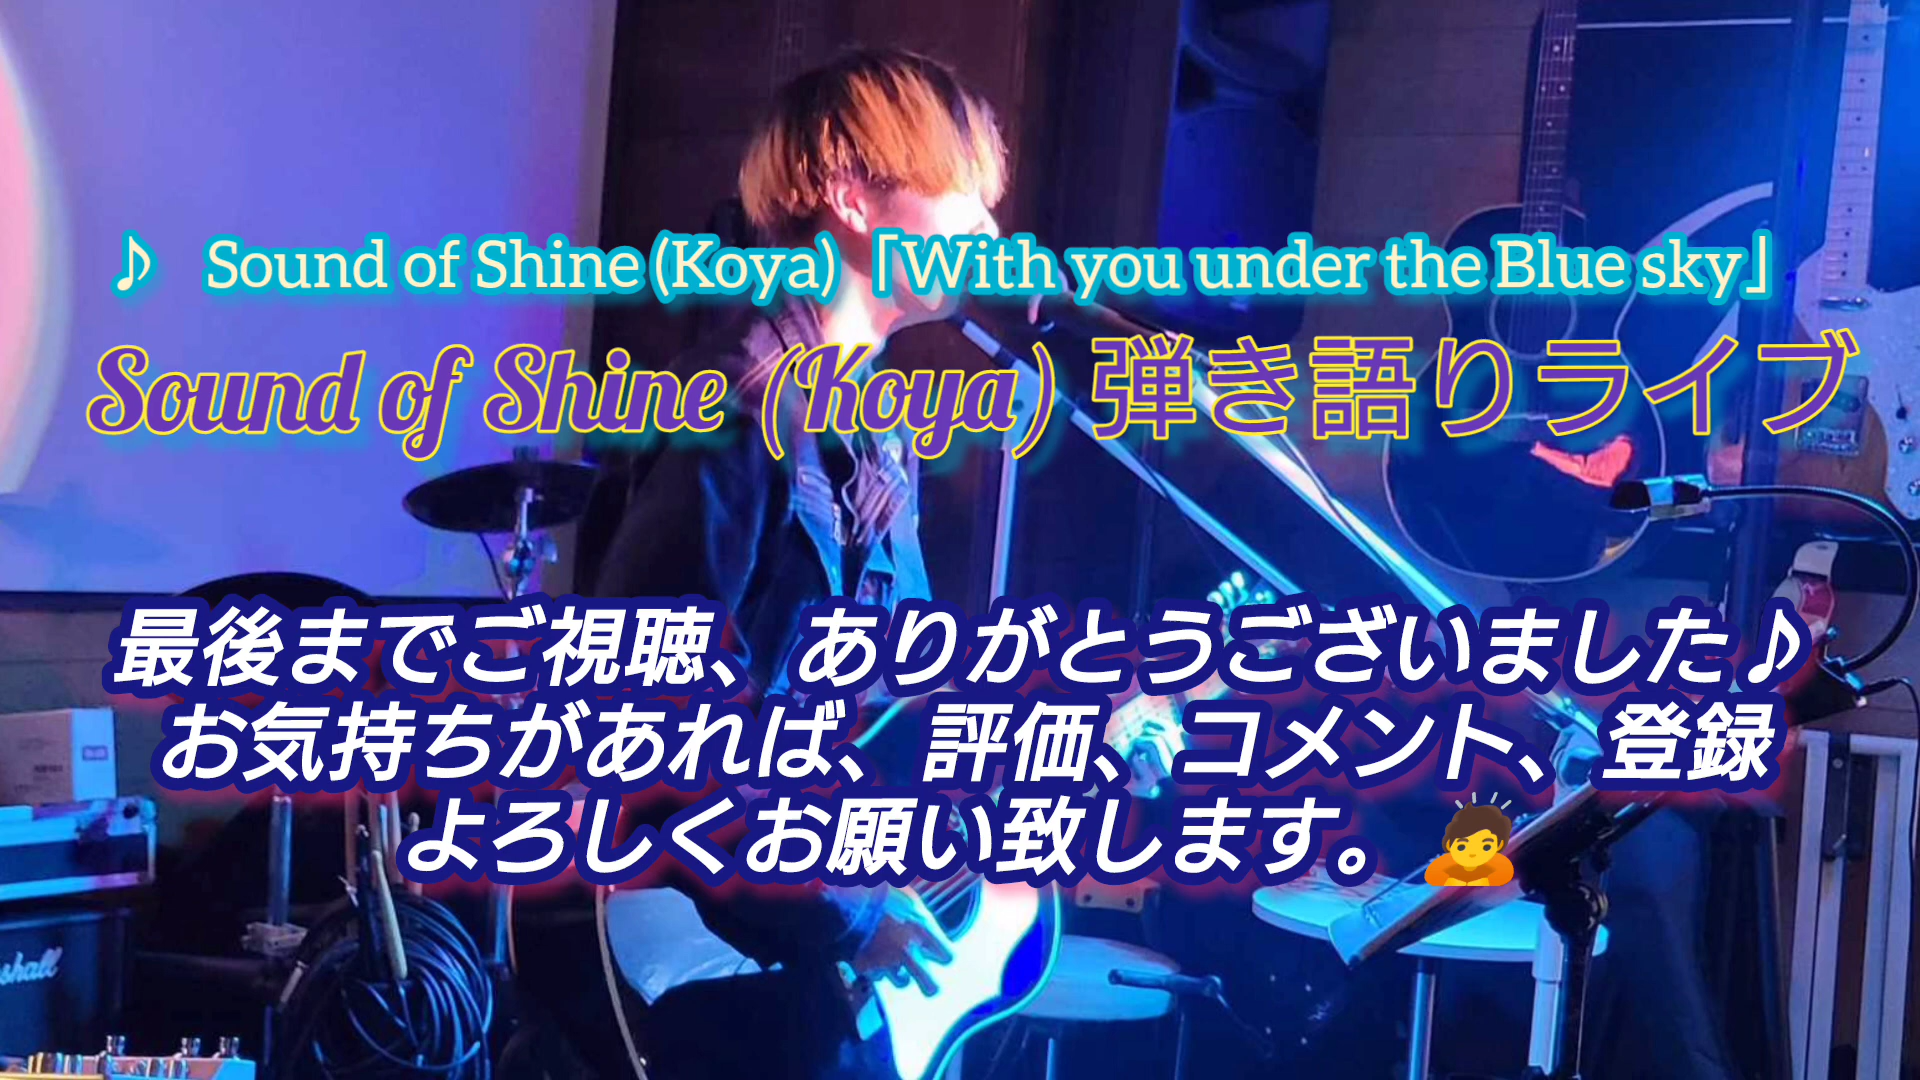 ♪ Sound of Shine (Koya)「With you under the Blue sky」
Sound of Shine (Koya) 弾き語りライブ
最後までご視聴、ありがとうございました♪
お気持ちがあれば、評価、コメント、登録
よろしくお願い致します。🙇